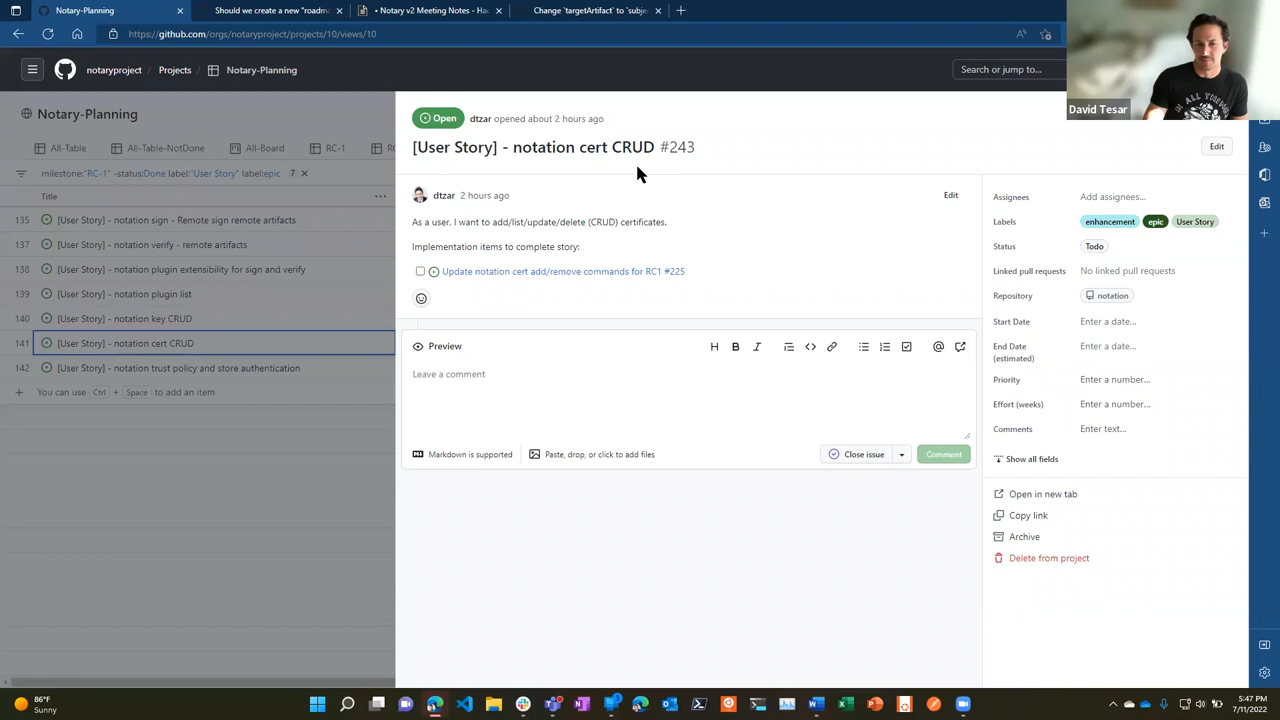 Notary-Planning
Should we create a new "roadm
• Notary v2 Meeting Notes - Hac
Change `targetArtifact` to `subjec
https://github.com/orgs/notaryproject/projects/10/views/10
notaryproject
Projects
Notary-Planning
Search or jump to...
David Tesar
Notary-Planning
All-Table
All-Table-NotDone
All-Board
RC-1
milestone:"RC-1" -status:Done label:"User Story" label:epic
7
Title
135 [User Story] - notation sign - Remote sign remote artifacts
136 [User Story] - notation verify - remote artifacts
138 [User Story] - notation plugin extensibility for sign and verify
139 [User Story] - notation plugin list
140 [User Story] - notation key CRUD
141 [User Story] - notation cert CRUD
142 [User Story] - notation trust policy and store authentication
You can use Ctrl + Space to add an item
Open
dtzar opened about 2 hours ago
[User Story] - notation cert CRUD #243
Edit
dtzar 2 hours ago
Edit
As a user, I want to add/list/update/delete (CRUD) certificates.
Implementation items to complete story:
Update notation cert add/remove commands for RC1 #225
Preview
Leave a comment
Markdown is supported
Paste, drop, or click to add files
Close issue
Comment
Assignees
Add assignees...
Labels
enhancement
epic
User Story
Status
Todo
Linked pull requests
No linked pull requests
Repository
notation
Start Date
Enter a date...
End Date
(estimated)
Enter a date...
Priority
Enter a number...
Effort (weeks)
Enter a number...
Comments
Enter text...
Show all fields
Open in new tab
Copy link
Archive
Delete from project
86°F
Sunny
5:47 PM
7/11/2022